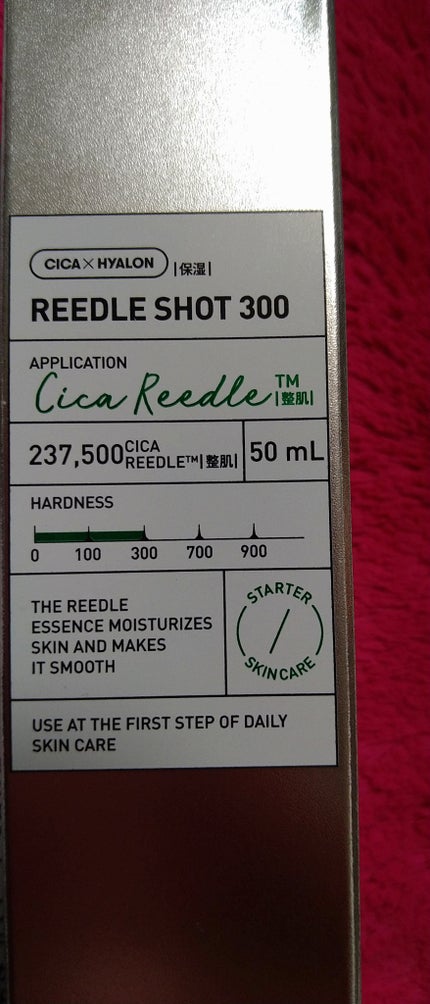 CICA×HYALON |保湿|
REEDLE SHOT 300
APPLICATION
Cica Reedle™ |整肌|
237,500 CICA REEDLE™|整肌|
50 mL
HARDNESS
0 100 300 700 900
THE REEDLE
ESSENCE MOISTURIZES
SKIN AND MAKES
IT SMOOTH
STARTER
SKINCARE
USE AT THE FIRST STEP OF DAILY
SKIN CARE